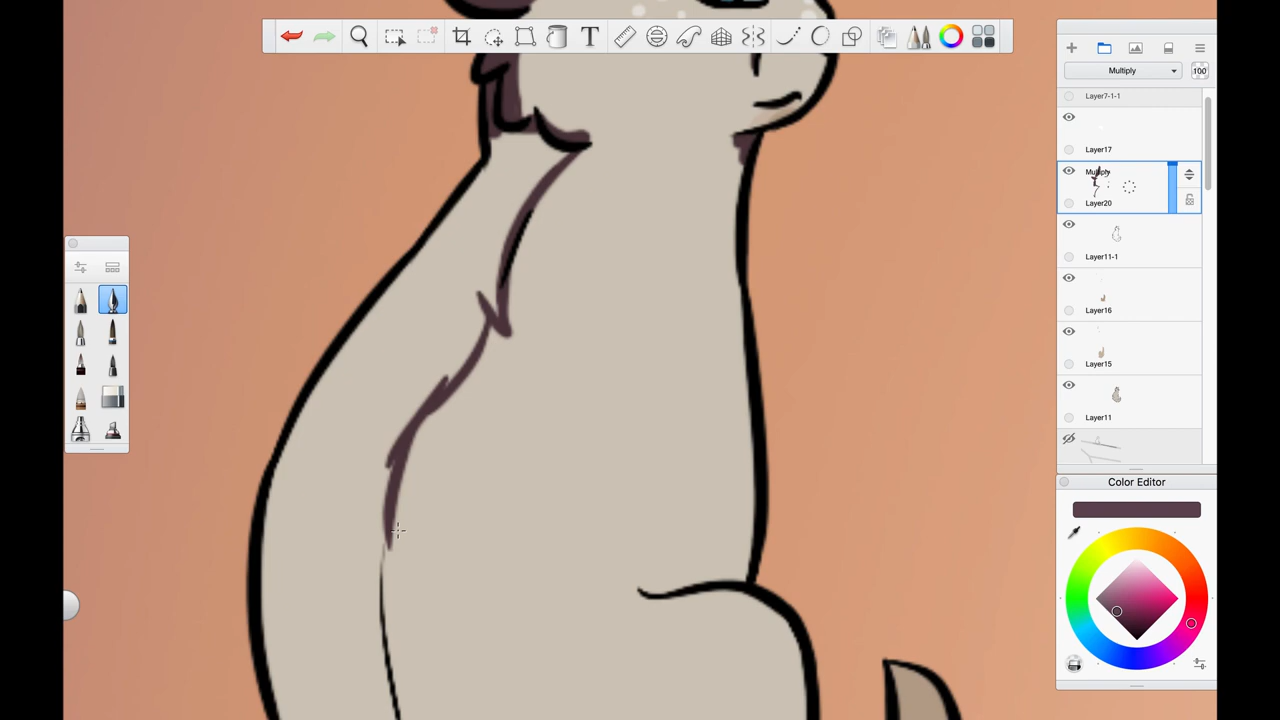 T
Multiply
100
Layer7-1-1
Layer17
Multiply
Layer20
Layer11-1
Layer16
Layer15
Layer11
Color Editor